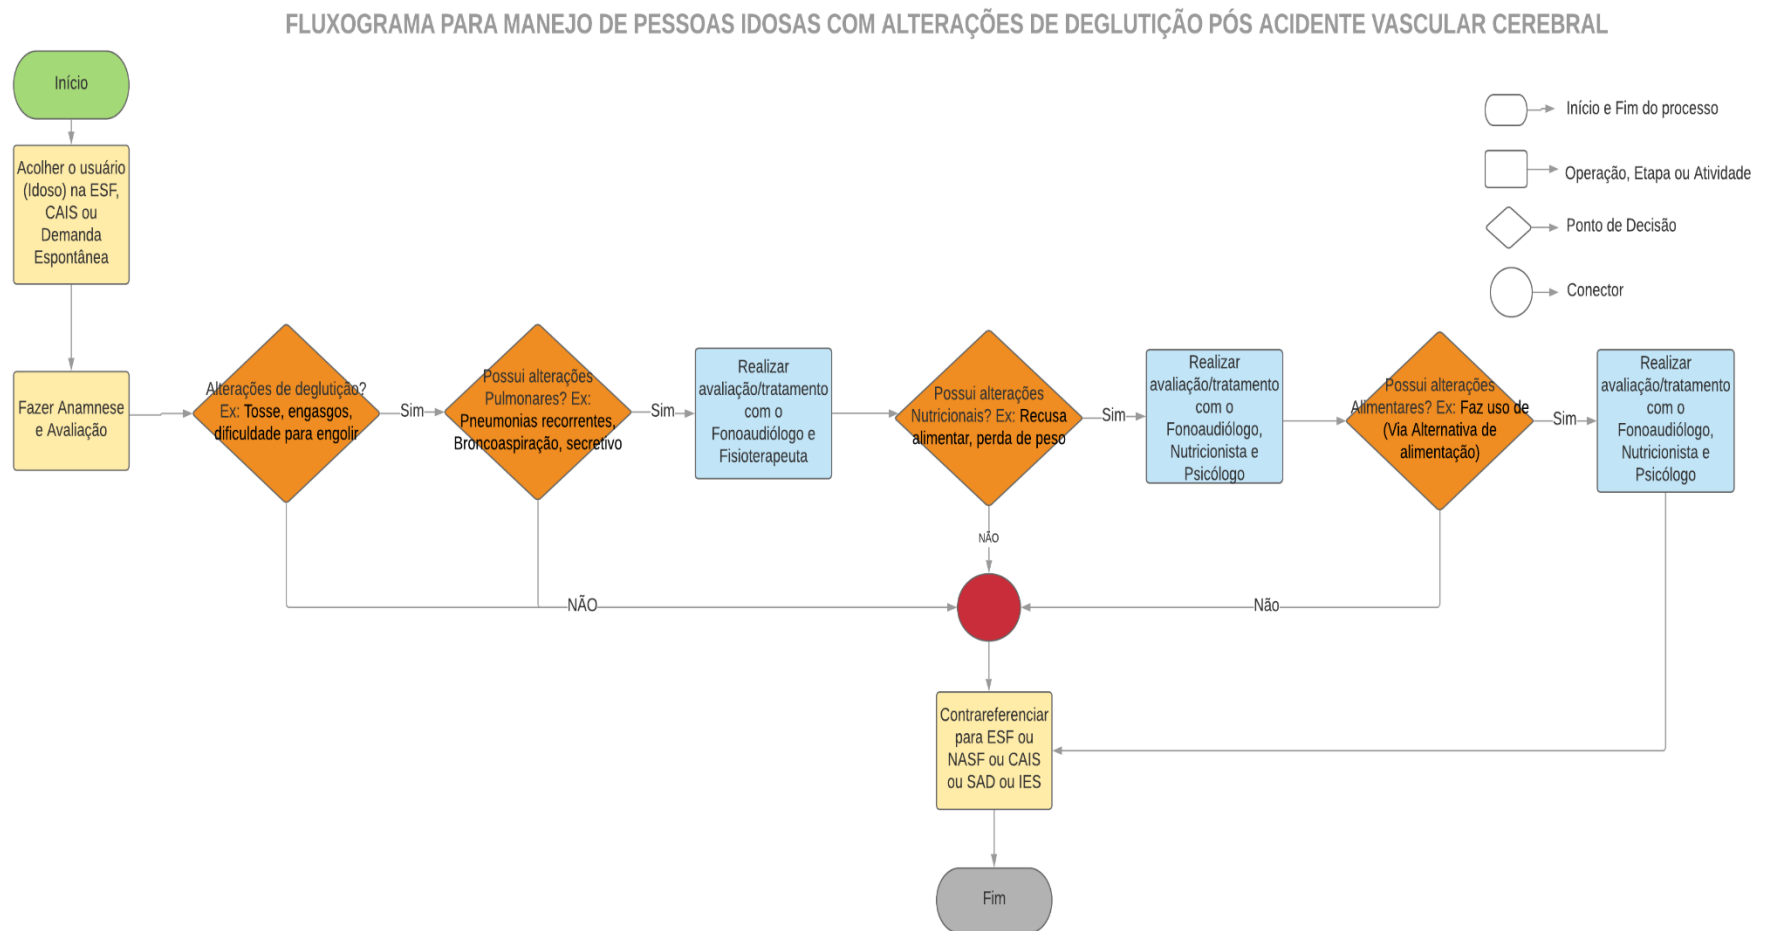 FLUXOGRAMA PARA MANEJO DE PESSOAS IDOSAS COM ALTERAÇÕES DE DEGLUTIÇÃO PÓS ACIDENTE VASCULAR CEREBRAL
Início
Acolher o usuário
(Idoso) na ESF,
CAIS ou
Demanda
Espontânea
Fazer Anamnese
e Avaliação
Alterações de deglutição?
Ex: Tosse, engasgos,
dificuldade para engolir
Sim
Possui alterações
Pulmonares? Ex:
Pneumonias recorrentes,
Broncoaspiração, secretivo
Sim
Realizar
avaliação/tratamento
com o
Fonoaudiólogo e
Fisioterapeuta
Possui alterações
Nutricionais? Ex: Recusa
alimentar, perda de peso
Sim
Realizar
avaliação/tratamento
com o
Fonoaudiólogo,
Nutricionista e
Psicólogo
Possui alterações
Alimentares? Ex: Faz uso de
(Via Alternativa de
alimentação)
Sim
Realizar
avaliação/tratamento
com o
Fonoaudiólogo,
Nutricionista e
Psicólogo
NÃO
NÃO
Não
Contrareferenciar
para ESF ou
NASF ou CAIS
ou SAD ou IES
Fim
Início e Fim do processo
Operação, Etapa ou Atividade
Ponto de Decisão
Conector